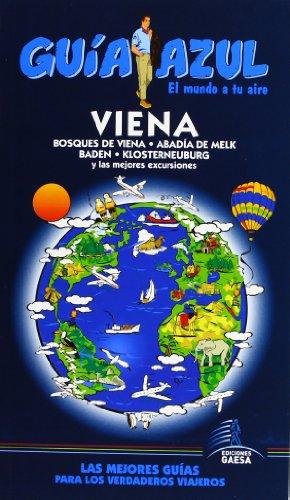 GUÍA AZUL
El mundo a tu aire
VIENA
BOSQUES DE VIENA • ABADÍA DE MELK
BADEN • KLOSTERNEUBURG
y las mejores excursiones
EDICIONES
GAESA
LAS MEJORES GUÍAS
PARA LOS VERDADEROS VIAJEROS